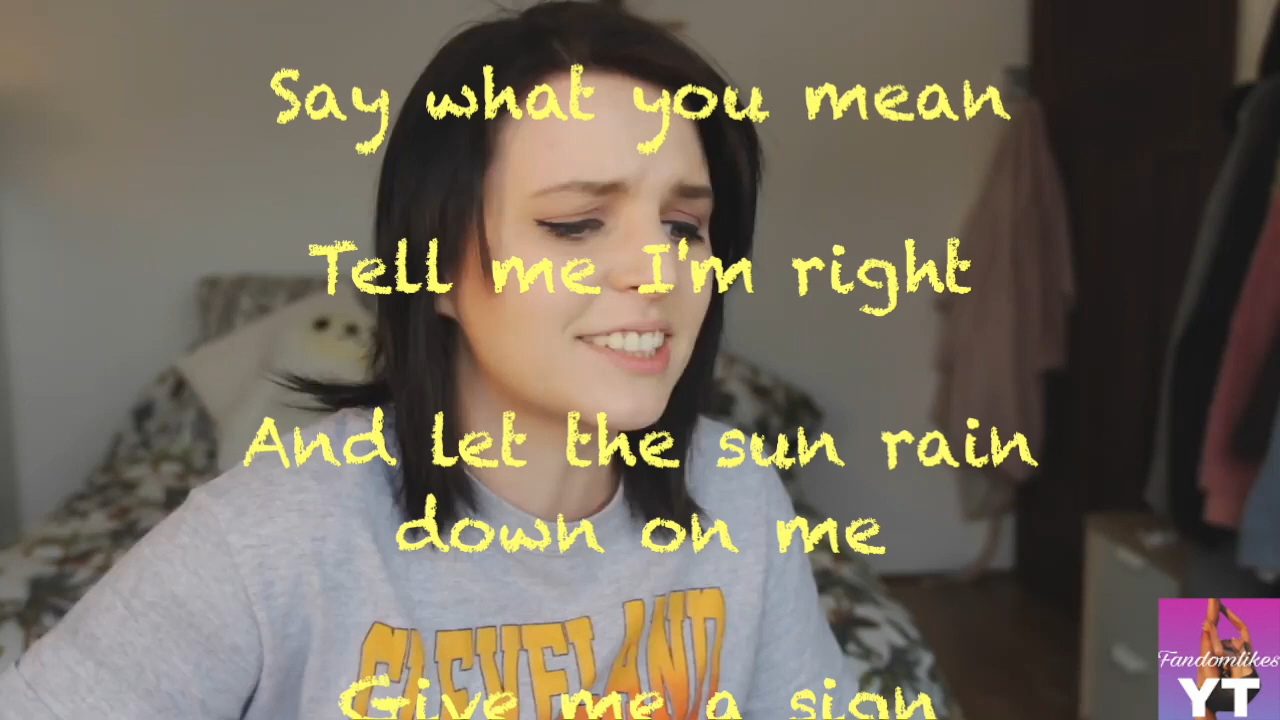 Say what you mean
Tell me I'm right
And let the sun rain
down on me
CLEVELAND
Give me a sign
Fandomlikes
YT